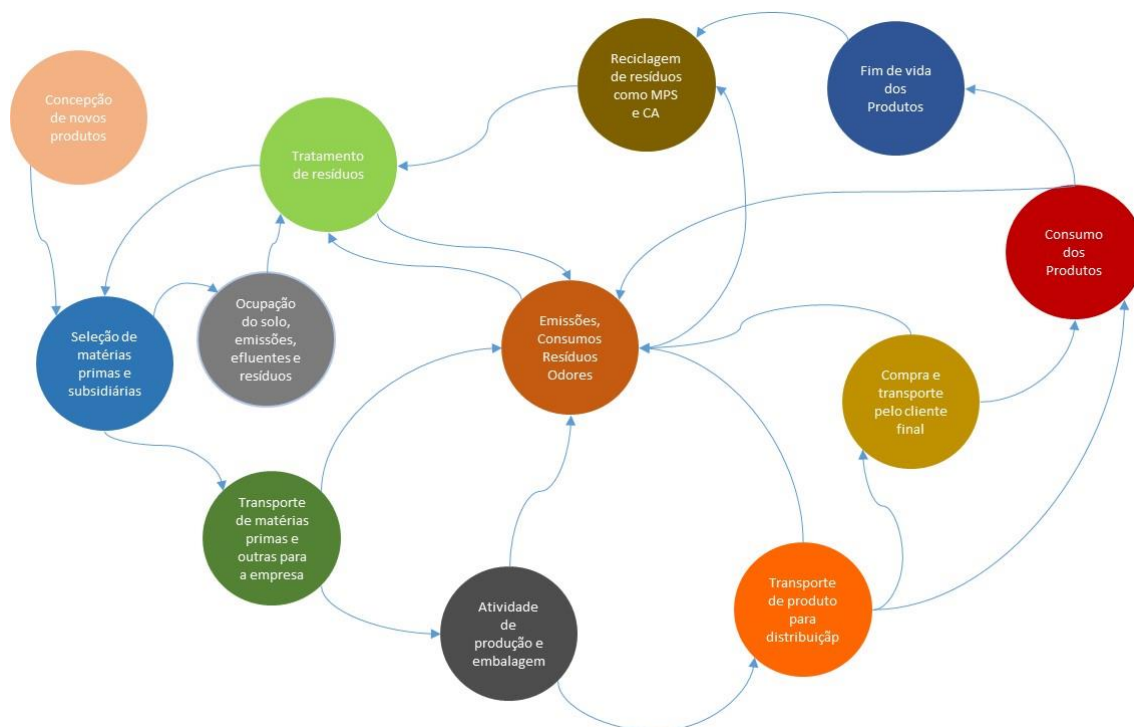 Concepção
de novos
produtos
Tratamento
de resíduos
Reciclagem
de resíduos
como MPS
e CA
Fim de vida
dos
Produtos
Consumo
dos
Produtos
Seleção de
matérias
primas e
subsidiárias
Ocupação
do solo,
emissões,
efluentes e
resíduos
Emissões,
Consumos
Resíduos
Odores
Compra e
transporte
pelo cliente
final
Transporte
de matérias
primas e
outras para
a empresa
Atividade
de
produção e
embalagem
Transporte
de produto
para
distribuiçãp